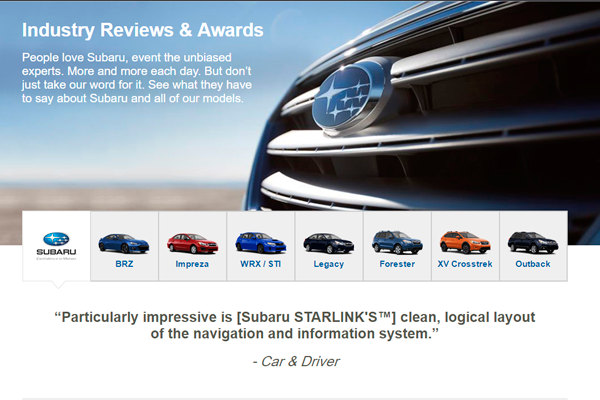 Industry Reviews & Awards
People love Subaru, event the unbiased
experts. More and more each day. But don't
just take our word for it. See what they have
to say about Subaru and all of our models.
SUBARU
BRZ
Impreza
WRX / STI
Legacy
Forester
XV Crosstrek
Outback
“Particularly impressive is [Subaru STARLINK'S™] clean, logical layout
of the navigation and information system.”
- Car & Driver